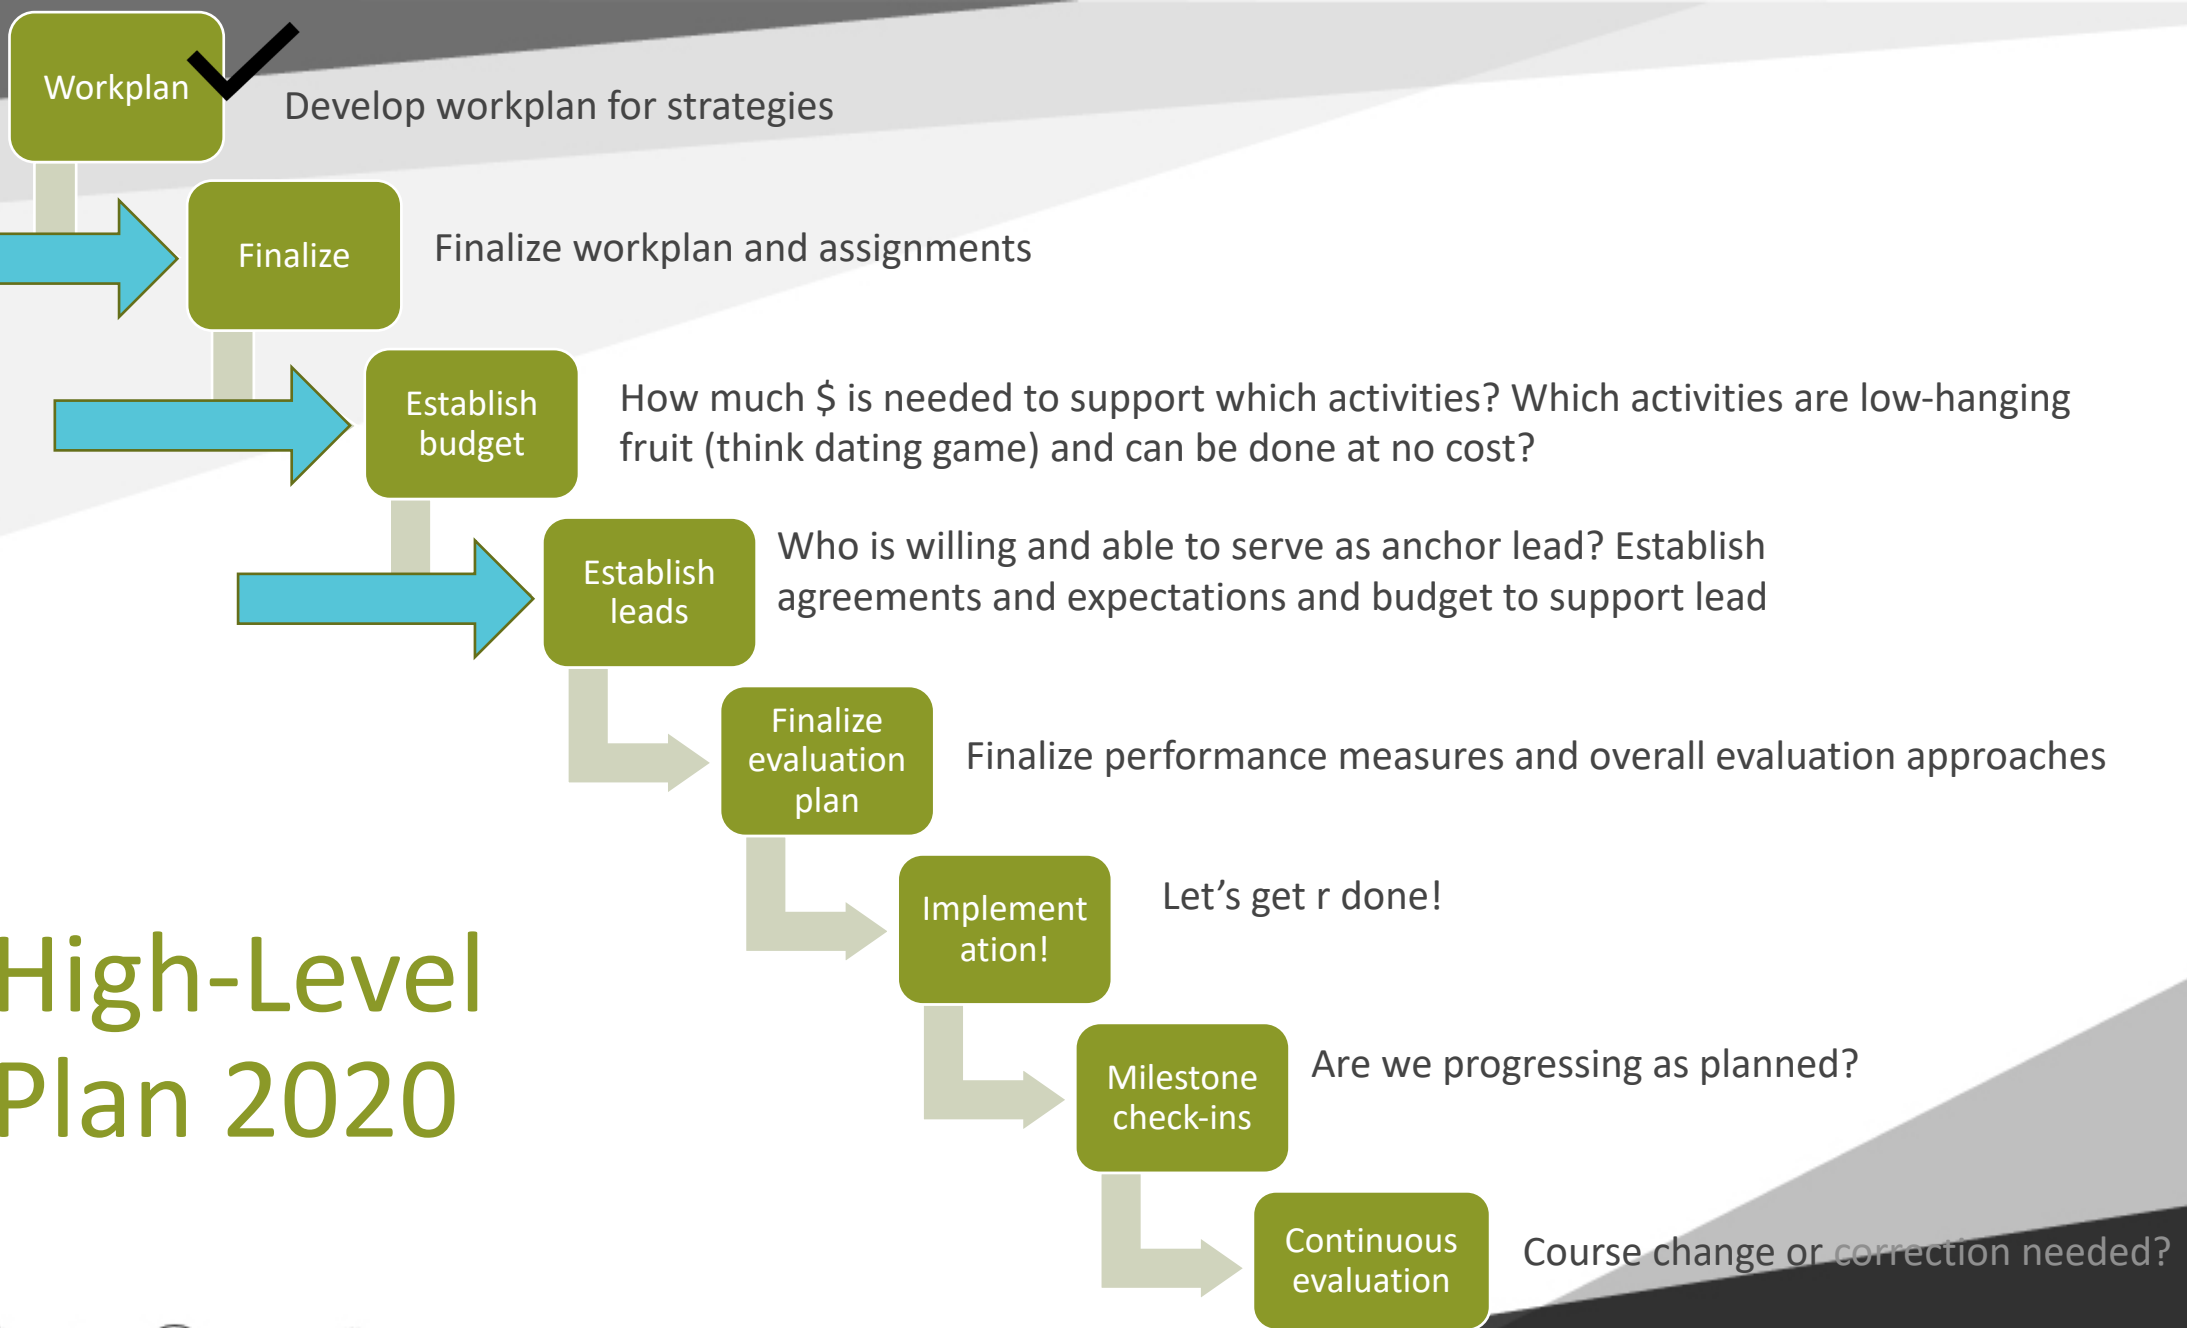 Workplan
Develop workplan for strategies
Finalize
Finalize workplan and assignments
Establish
budget
How much $ is needed to support which activities? Which activities are low-hanging
fruit (think dating game) and can be done at no cost?
Establish
leads
Who is willing and able to serve as anchor lead? Establish
agreements and expectations and budget to support lead
Finalize
evaluation
plan
Finalize performance measures and overall evaluation approaches
Implement
ation!
Let's get r done!
High-Level
Plan 2020
Milestone
check-ins
Are we progressing as planned?
Continuous
evaluation
Course change or correction needed?